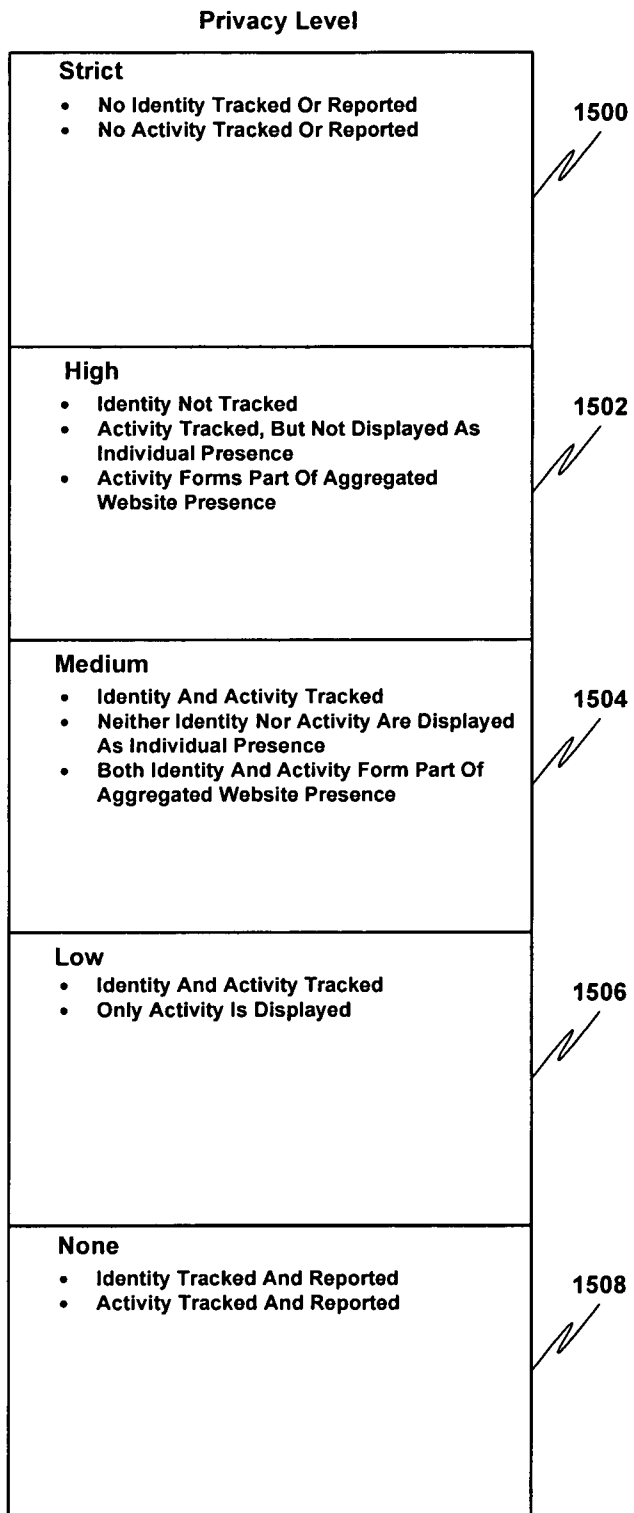 Privacy Level
Strict
• No Identity Tracked Or Reported
• No Activity Tracked Or Reported
1500
High
• Identity Not Tracked
• Activity Tracked, But Not Displayed As
Individual Presence
• Activity Forms Part Of Aggregated
Website Presence
1502
Medium
• Identity And Activity Tracked
• Neither Identity Nor Activity Are Displayed
As Individual Presence
• Both Identity And Activity Form Part Of
Aggregated Website Presence
1504
Low
• Identity And Activity Tracked
• Only Activity Is Displayed
1506
None
• Identity Tracked And Reported
• Activity Tracked And Reported
1508